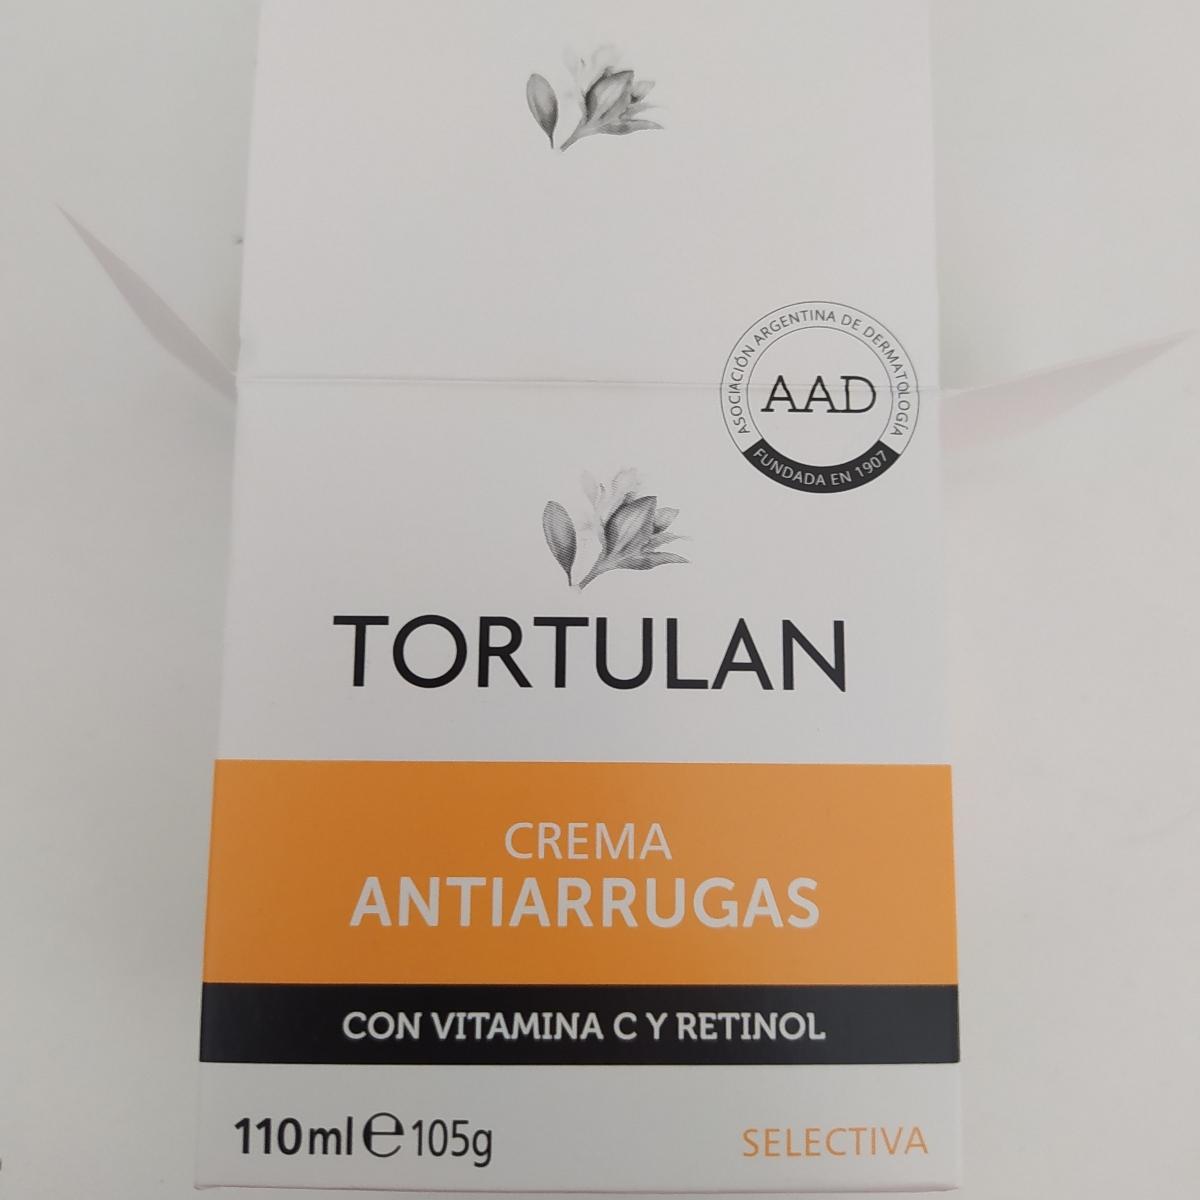 ASOCIACIÓN ARGENTINA DE DERMATOLOGÍA
AAD
FUNDADA EN 1907
TORTULAN
CREMA
ANTIARRUGAS
CON VITAMINA C Y RETINOL
110ml℮105g
SELECTIVA